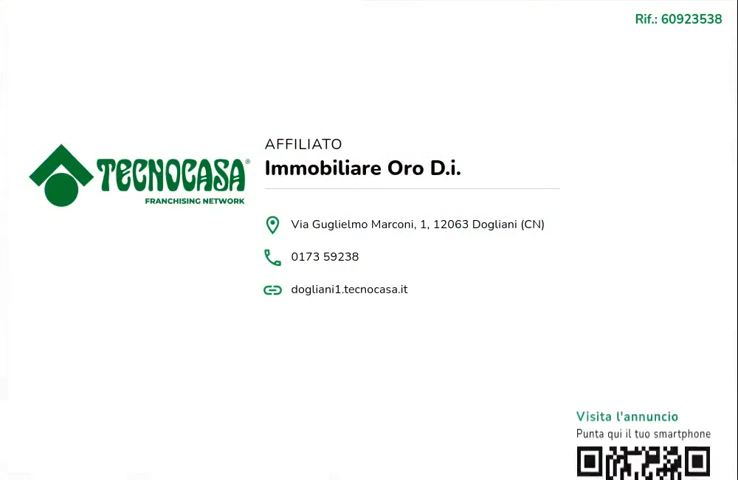 Rif.: 60923538
AFFILIATO
Immobiliare Oro D.i.
TECNOCASA®
FRANCHISING NETWORK
Via Guglielmo Marconi, 1, 12063 Dogliani (CN)
0173 59238
dogliani1.tecnocasa.it
Visita l'annuncio
Punta qui il tuo smartphone